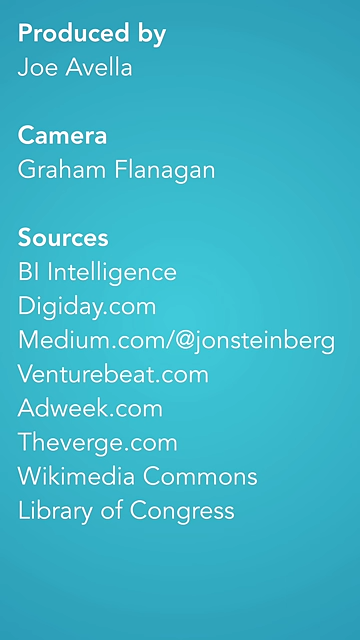 Produced by
Joe Avella
Camera
Graham Flanagan
Sources
BI Intelligence
Digiday.com
Medium.com/@jonsteinberg
Venturebeat.com
Adweek.com
Theverge.com
Wikimedia Commons
Library of Congress